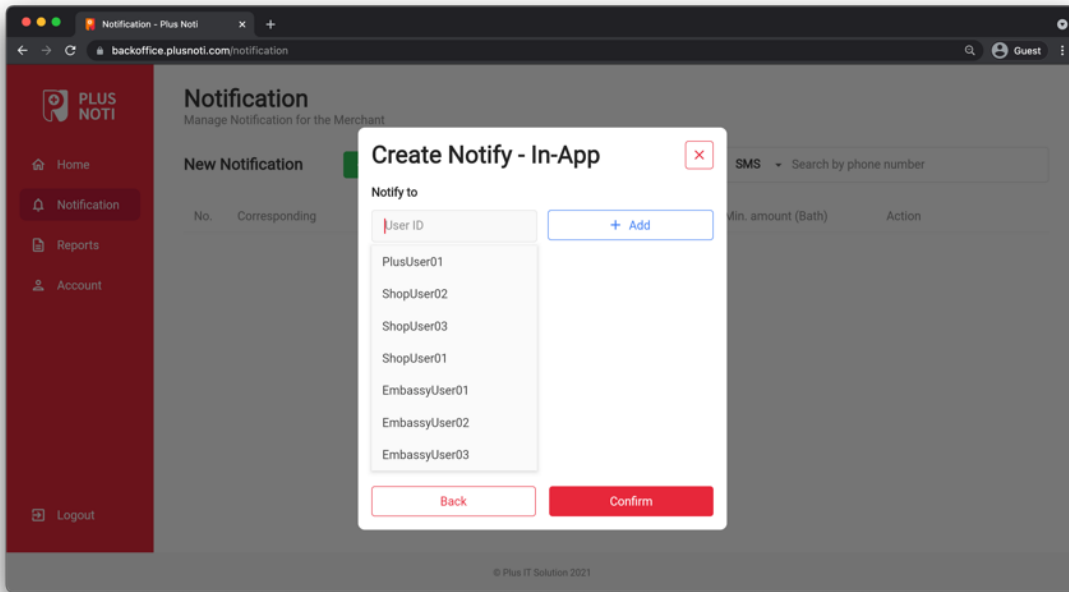 Notification - Plus Noti
backoffice.plusnoti.com/notification
Guest
PLUS
NOTI
Home
Notification
Reports
Account
Logout
Notification
Manage Notification for the Merchant
New Notification
SMS
Search by phone number
No.
Corresponding
Min. amount (Bath)
Action
Create Notify - In-App
Notify to
User ID
+ Add
PlusUser01
ShopUser02
ShopUser03
ShopUser01
EmbassyUser01
EmbassyUser02
EmbassyUser03
Back
Confirm
© Plus IT Solution 2021